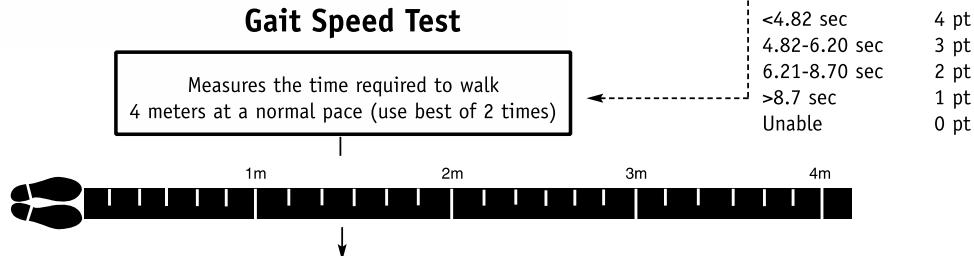 Gait Speed Test
Measures the time required to walk
4 meters at a normal pace (use best of 2 times)
<4.82 sec 4 pt
4.82-6.20 sec 3 pt
6.21-8.70 sec 2 pt
>8.7 sec 1 pt
Unable 0 pt
1m 2m 3m 4m